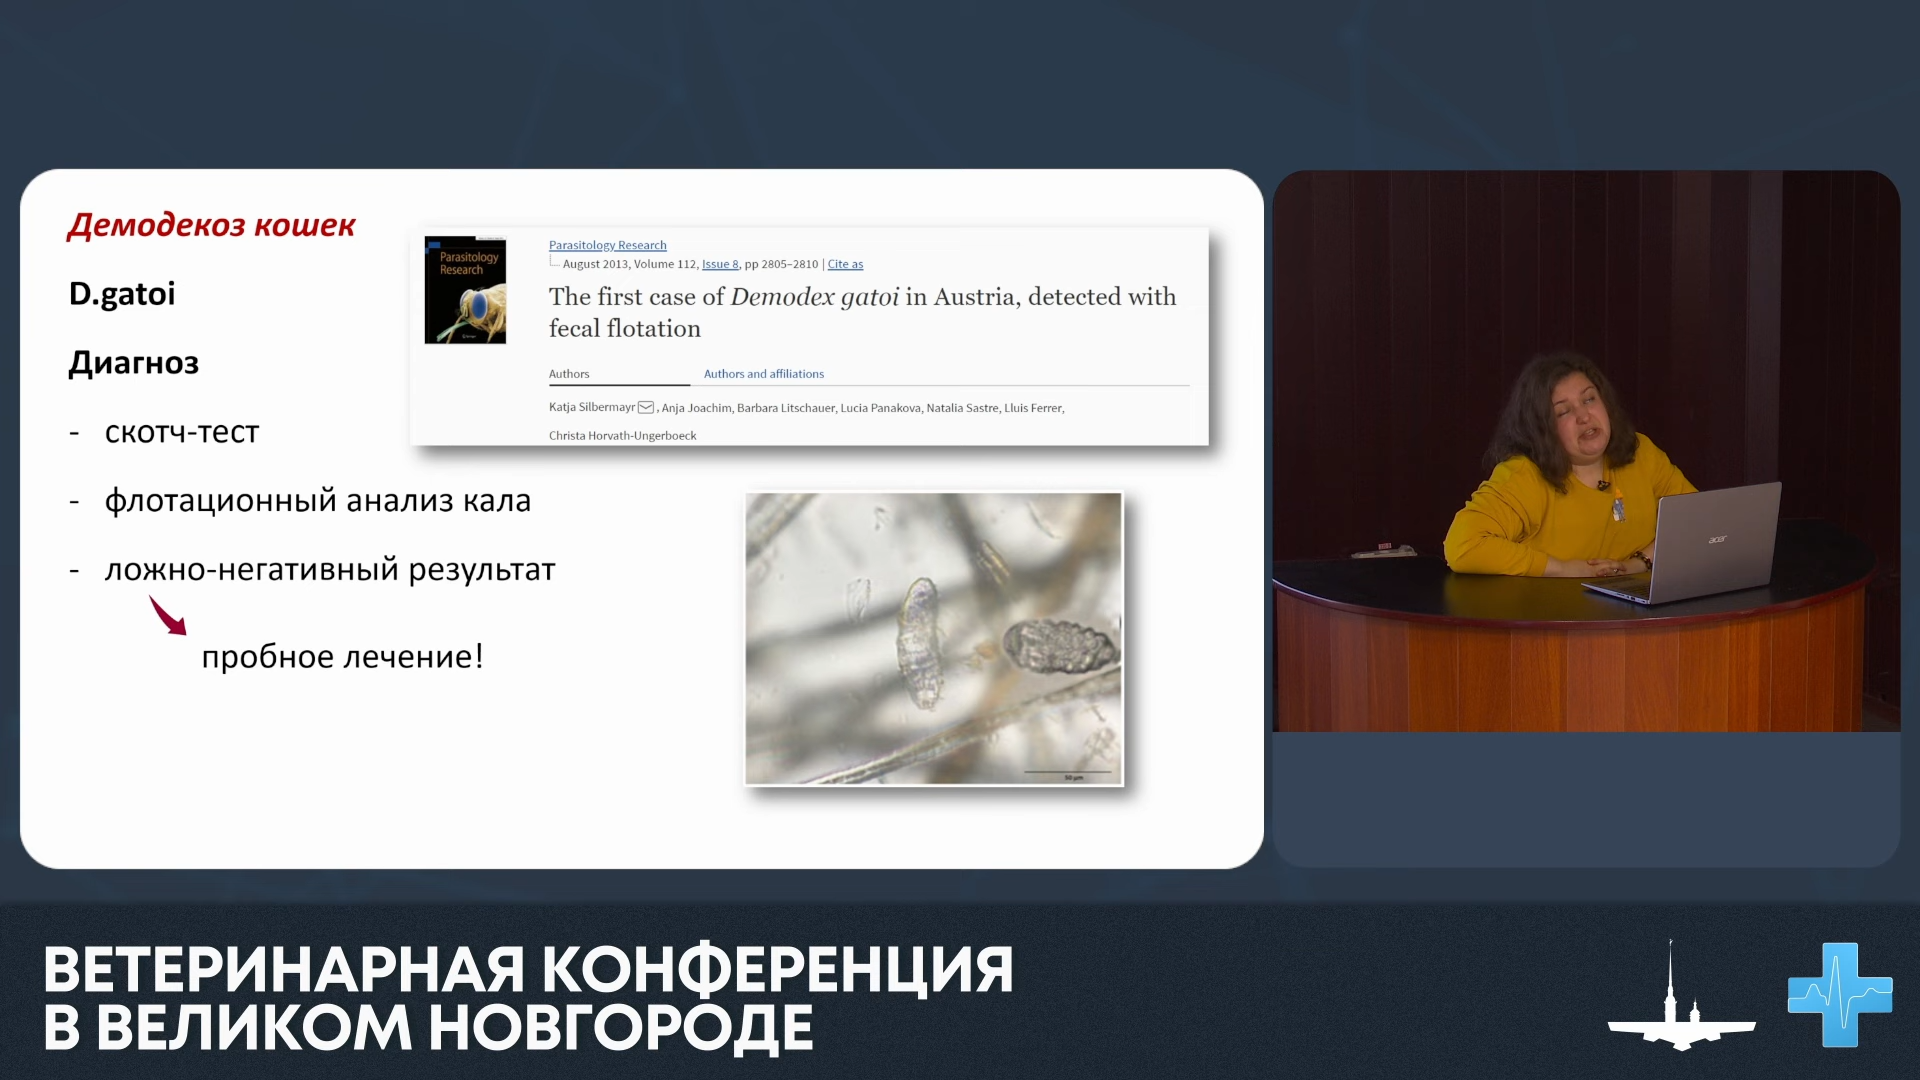 Демодекоз кошек
D.gatoi
Диагноз
- скотч-тест
- флотационный анализ кала
- ложно-негативный результат
пробное лечение!
Parasitology
Research
Parasitology Research
August 2013, Volume 112, Issue 8, pp 2805–2810 | Cite as
The first case of Demodex gatoi in Austria, detected with
fecal flotation
Authors
Authors and affiliations
Katja Silbermayr, Anja Joachim, Barbara Litschauer, Lucia Panakova, Natalia Sastre, Lluis Ferrer,
Christa Horvath-Ungerboeck
50 µm
acer
ВЕТЕРИНАРНАЯ КОНФЕРЕНЦИЯ
В ВЕЛИКОМ НОВГОРОДЕ